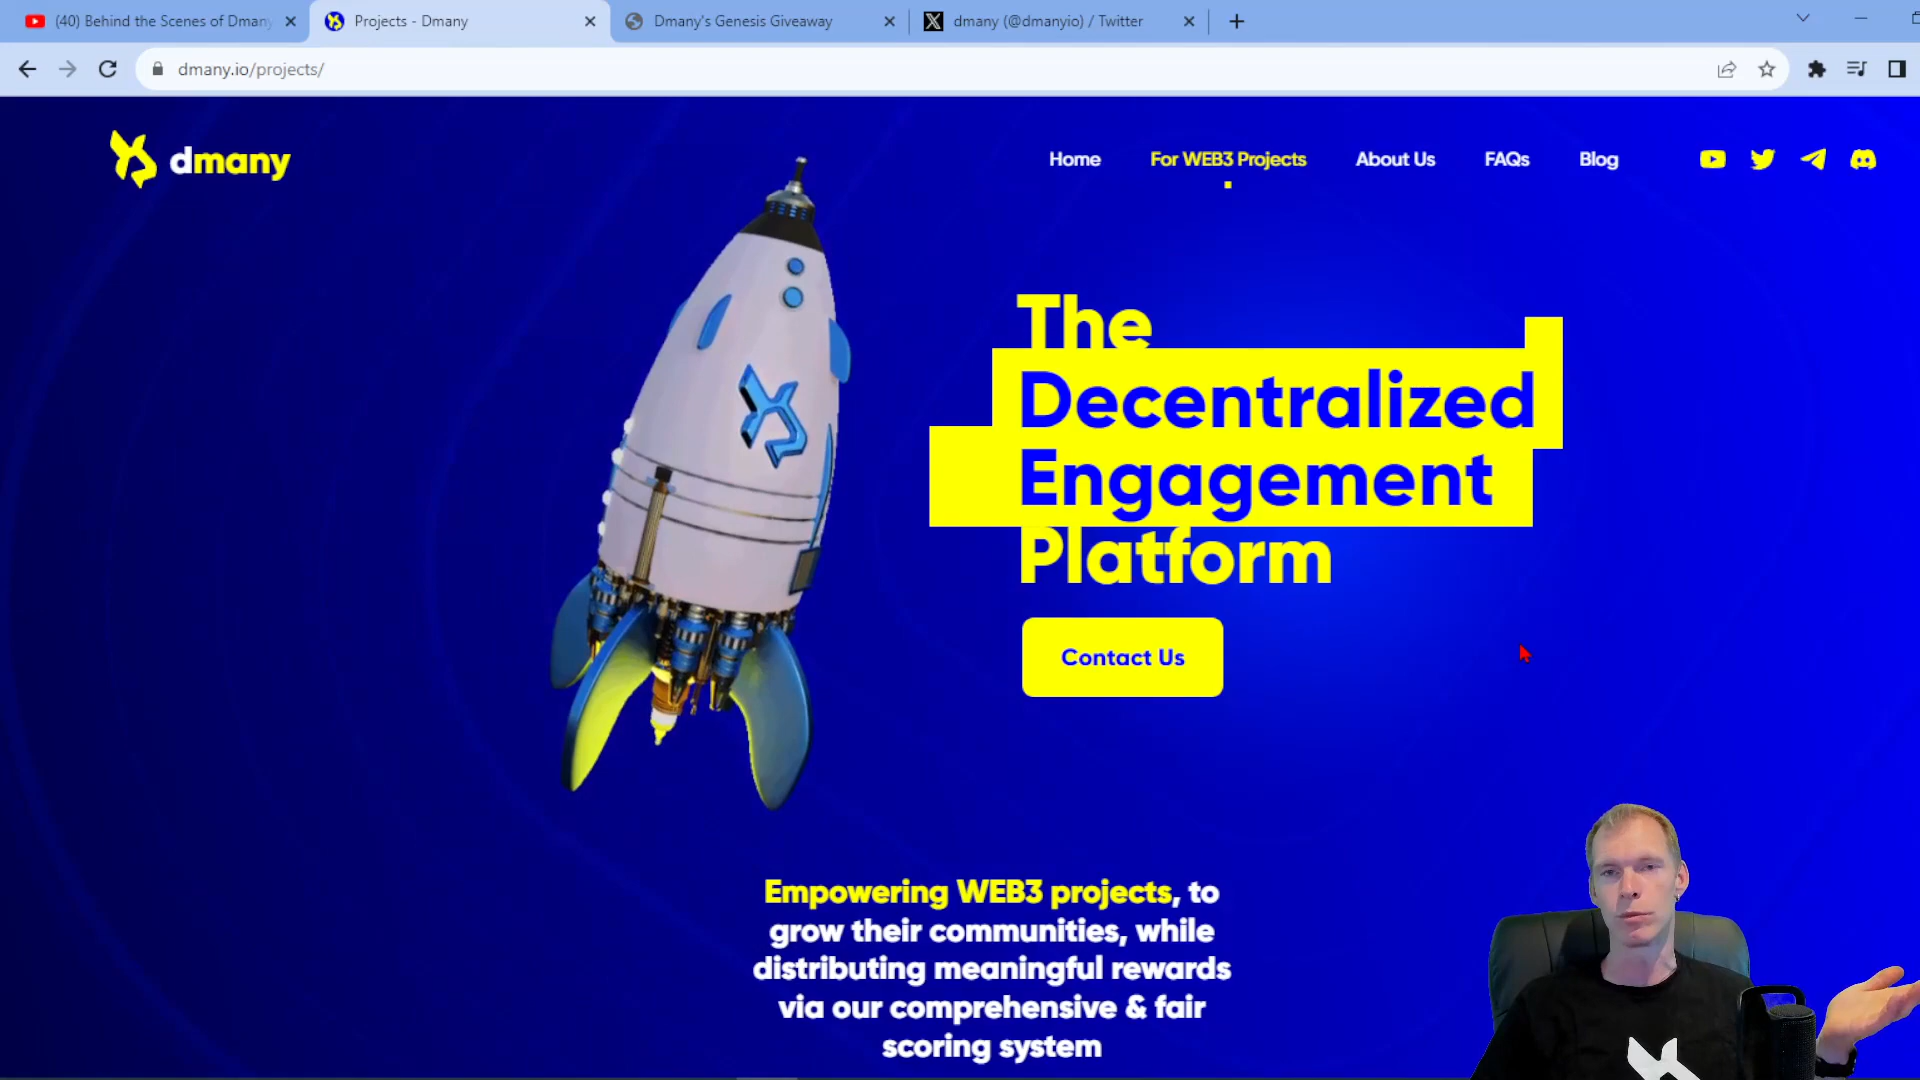 (40) Behind the Scenes of Dmany
Projects - Dmany
Dmany's Genesis Giveaway
dmany (@dmanyio) / Twitter
dmany.io/projects/
dmany
Home
For WEB3 Projects
About Us
FAQs
Blog
The
Decentralized
Engagement
Platform
Contact Us
Empowering WEB3 projects, to
grow their communities, while
distributing meaningful rewards
via our comprehensive & fair
scoring system